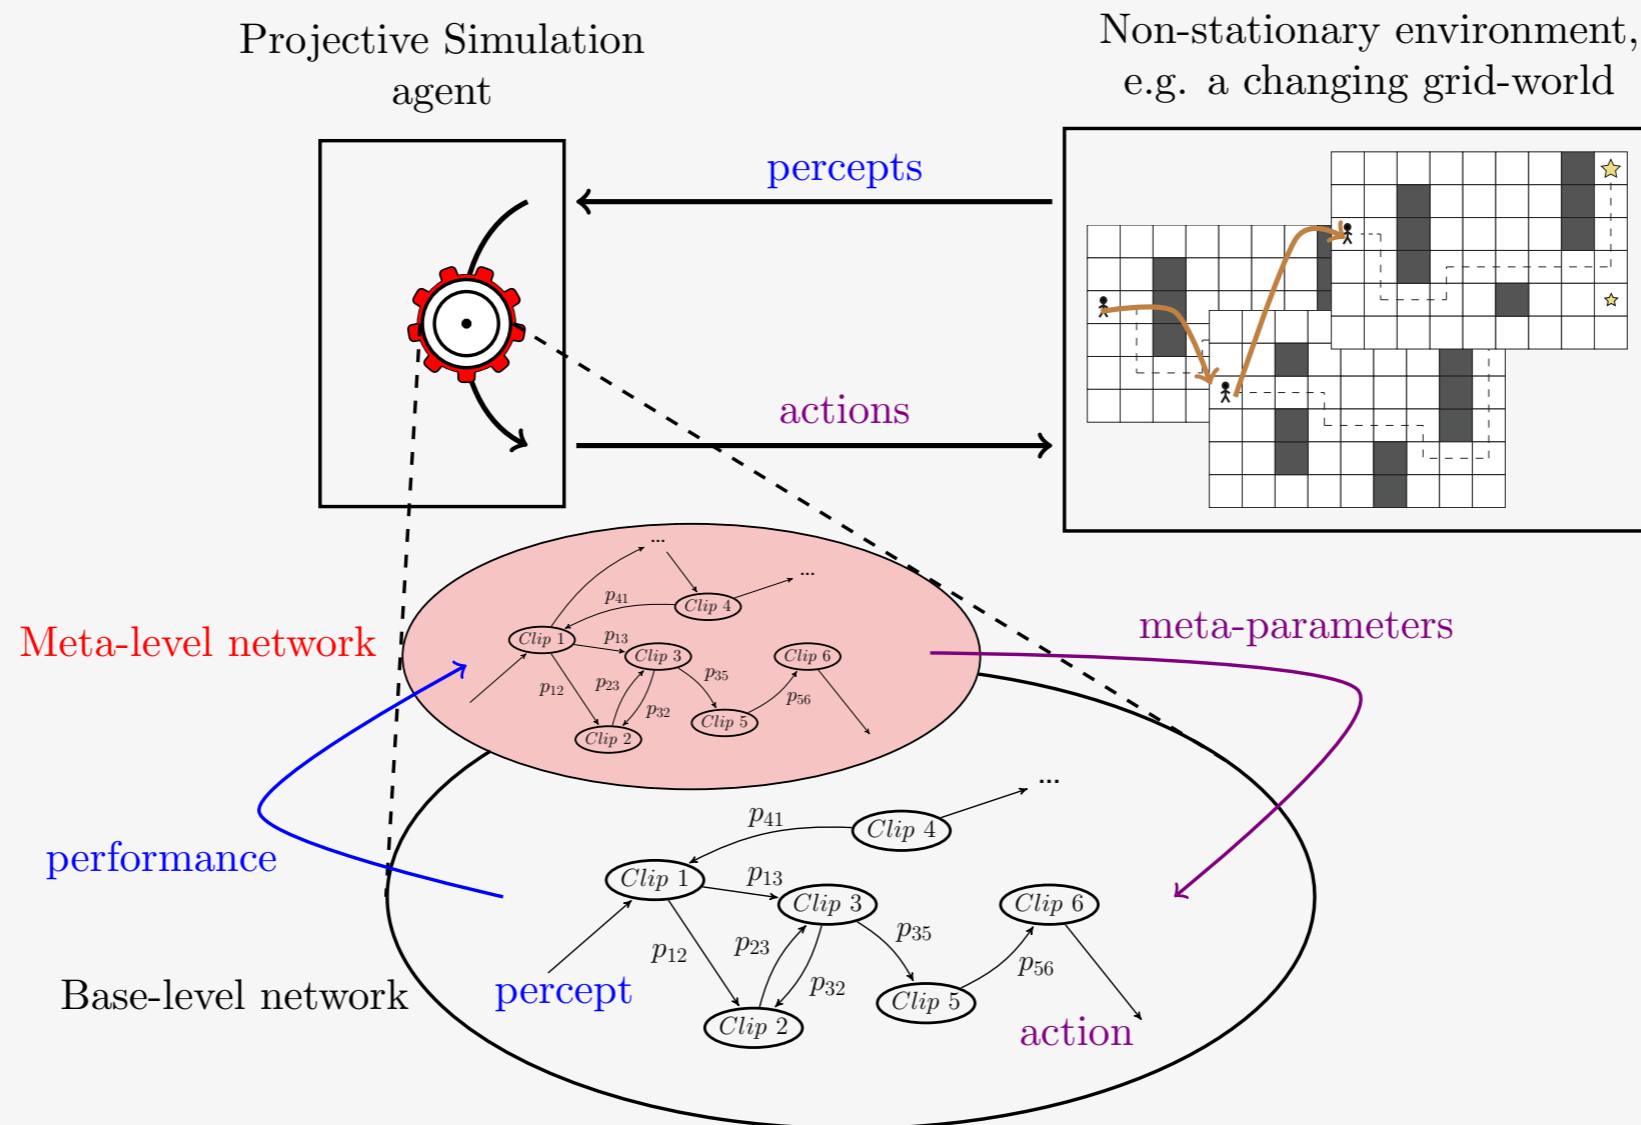 Projective Simulation
agent
Non-stationary environment,
e.g. a changing grid-world
percepts
actions
Meta-level network
meta-parameters
performance
Base-level network
...
...
p41
Clip 4
Clip 1
p13
Clip 3
Clip 6
p12
p23
p32
p35
p56
Clip 5
Clip 2
...
p41
Clip 4
Clip 1
p13
Clip 3
Clip 6
p12
p23
p32
p35
p56
Clip 5
Clip 2
percept
action